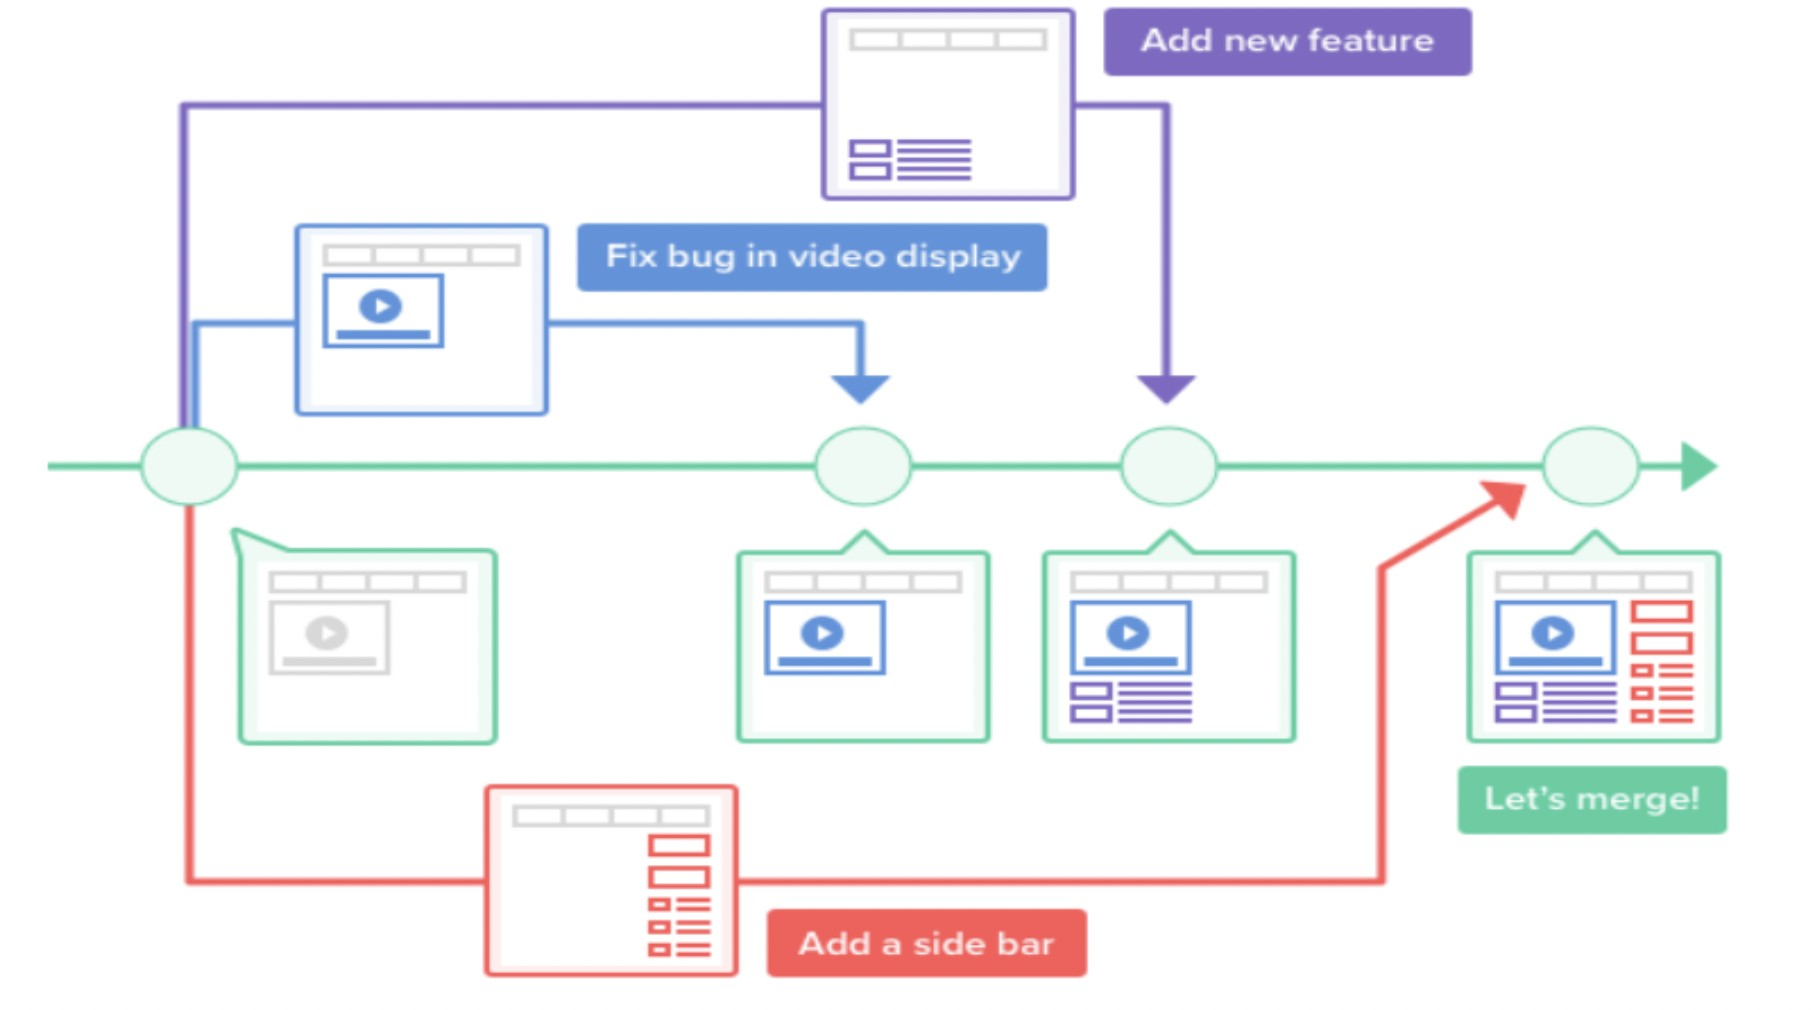 Add new feature
Fix bug in video display
Let's merge!
Add a side bar